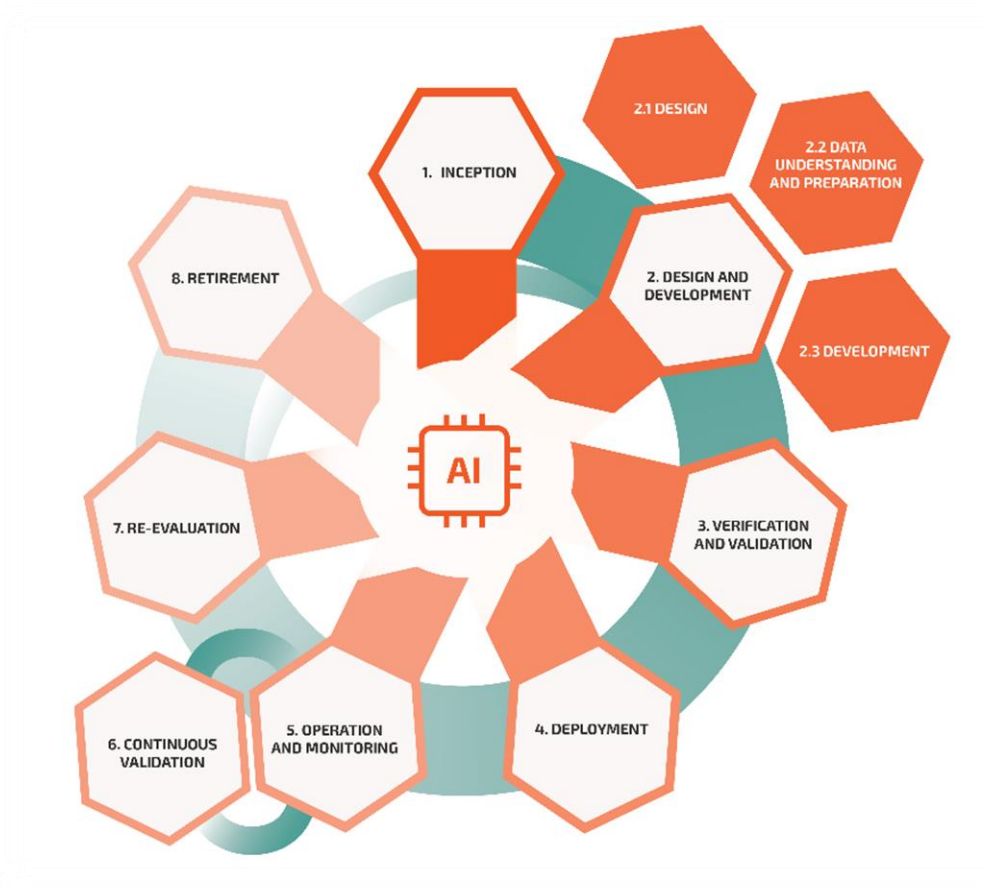 1. INCEPTION
2.1 DESIGN
2.2 DATA
UNDERSTANDING
AND PREPARATION
2. DESIGN AND
DEVELOPMENT
2.3 DEVELOPMENT
3. VERIFICATION
AND VALIDATION
4. DEPLOYMENT
5. OPERATION
AND MONITORING
6. CONTINUOUS
VALIDATION
7. RE-EVALUATION
8. RETIREMENT
AI